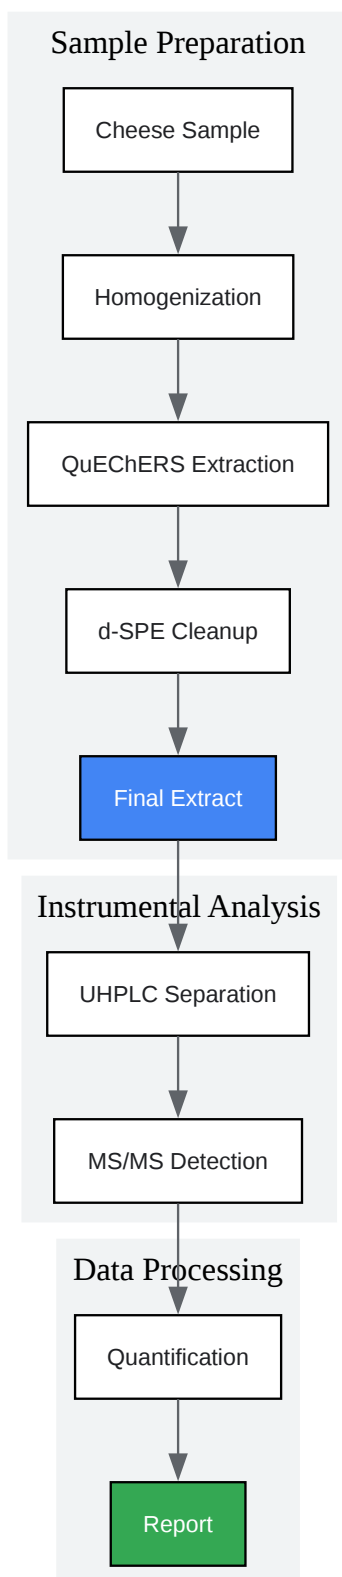 Sample Preparation
Cheese Sample
Homogenization
QuEChERS Extraction
d-SPE Cleanup
Final Extract
Instrumental Analysis
UHPLC Separation
MS/MS Detection
Data Processing
Quantification
Report